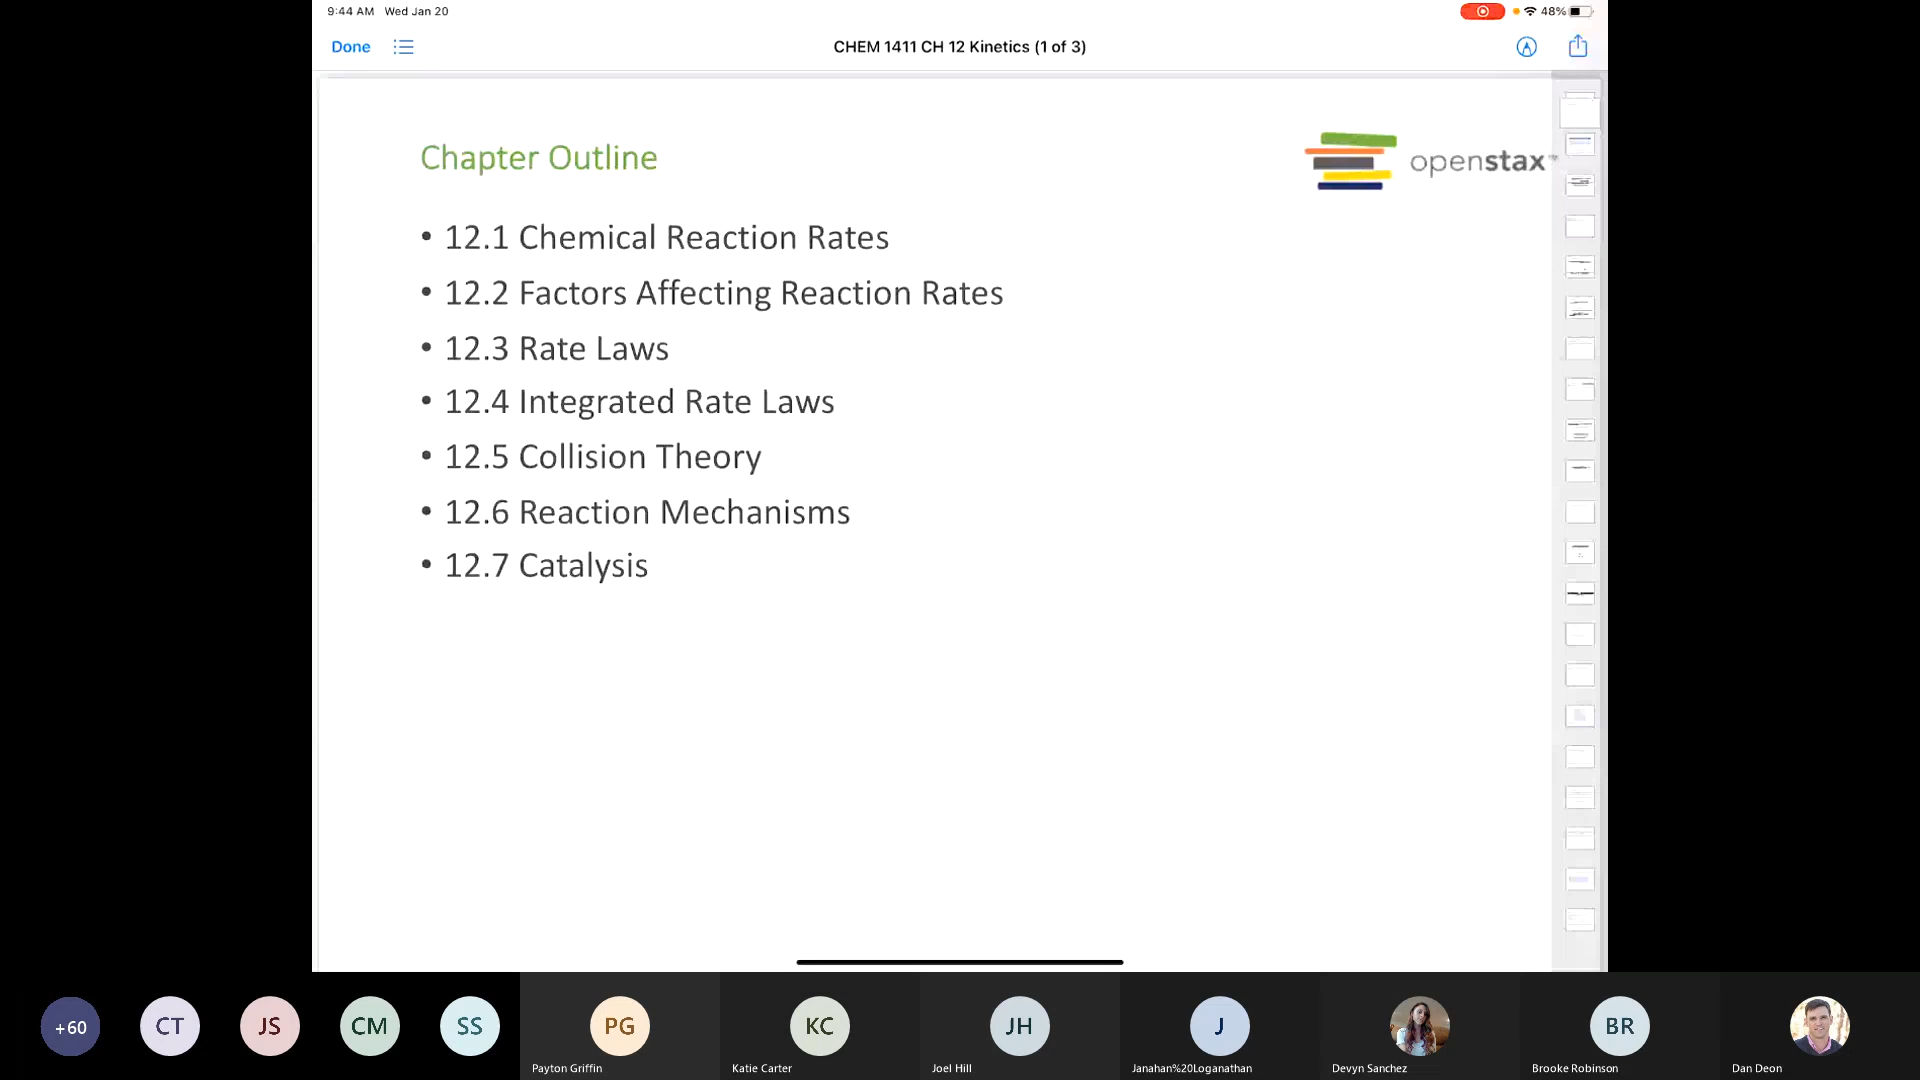 9:44 AM Wed Jan 20
48%
Done
CHEM 1411 CH 12 Kinetics (1 of 3)
Chapter Outline
openstax™
• 12.1 Chemical Reaction Rates
• 12.2 Factors Affecting Reaction Rates
• 12.3 Rate Laws
• 12.4 Integrated Rate Laws
• 12.5 Collision Theory
• 12.6 Reaction Mechanisms
• 12.7 Catalysis
+60 CT JS CM SS PG KC JH J BR
Payton Griffin Katie Carter Joel Hill Janahan%20Loganathan Devyn Sanchez Brooke Robinson Dan Deon